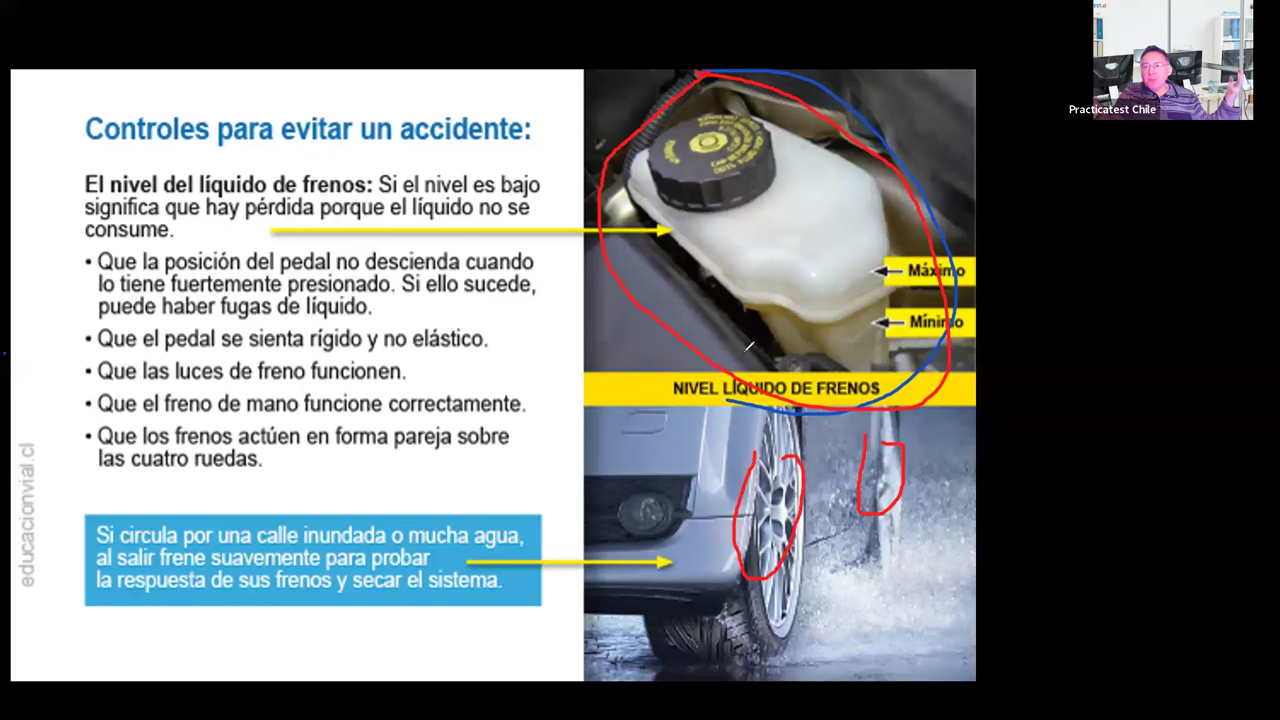 Controles para evitar un accidente:
El nivel del líquido de frenos: Si el nivel es bajo
significa que hay pérdida porque el líquido no se
consume.
• Que la posición del pedal no descienda cuando
lo tiene fuertemente presionado. Si ello sucede,
puede haber fugas de líquido.
• Que el pedal se sienta rígido y no elástico.
• Que las luces de freno funcionen.
• Que el freno de mano funcione correctamente.
• Que los frenos actúen en forma pareja sobre
las cuatro ruedas.
Si circula por una calle inundada o mucha agua,
al salir frene suavemente para probar
la respuesta de sus frenos y secar el sistema.
educacionvial.cl
Máximo
Mínimo
NIVEL LÍQUIDO DE FRENOS
Practicatest Chile